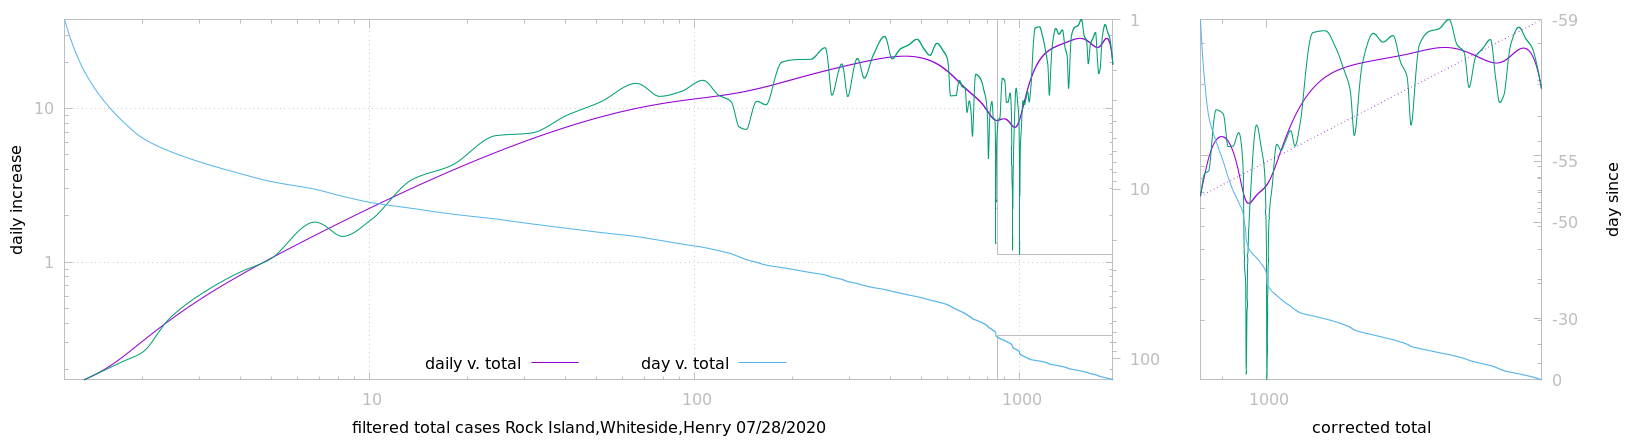 daily increase
10
1
daily v. total
day v. total
10
100
1000
1
10
100
filtered total cases Rock Island,Whiteside,Henry 07/28/2020
-59
-55
-50
-30
0
day since
1000
corrected total